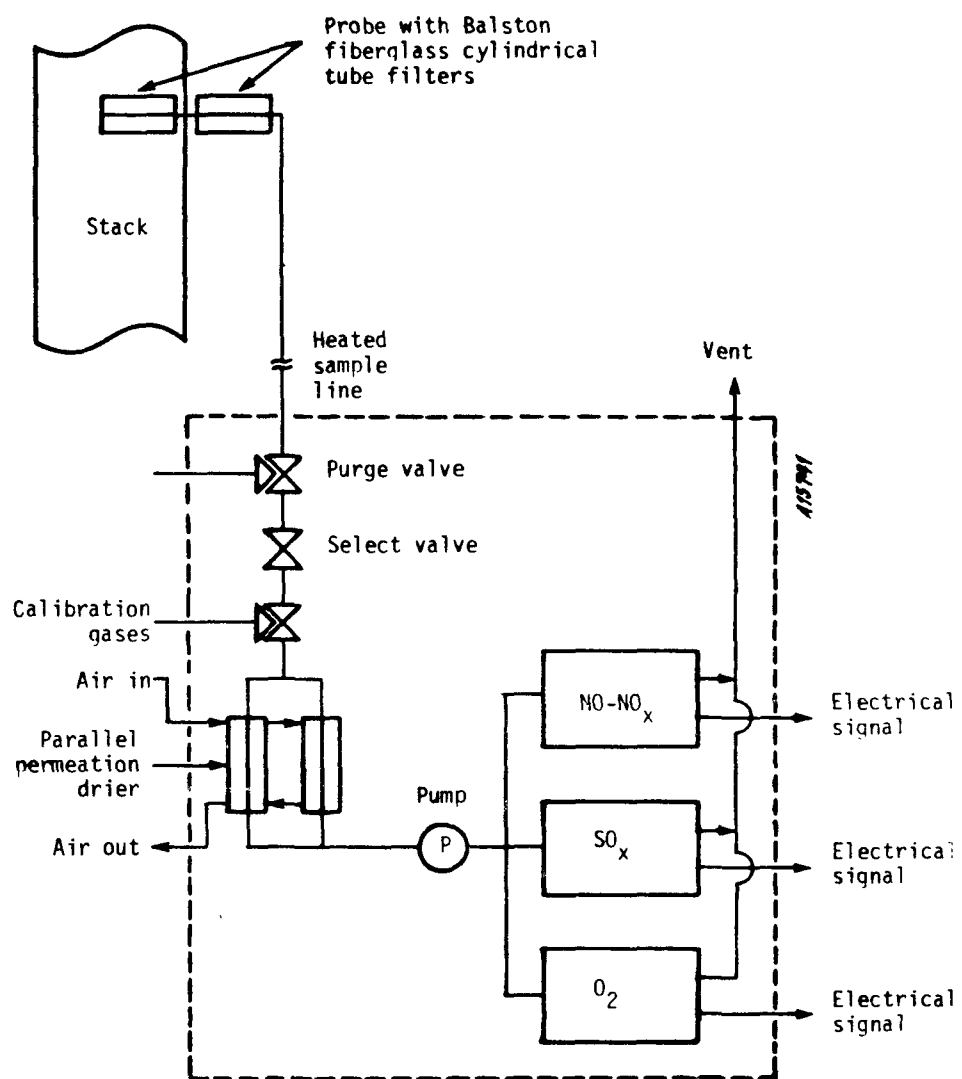 Probe with Balston
fiberglass cylindrical
tube filters
Stack
Heated
sample
line
Vent
Purge valve
Select valve
Calibration
gases
Air in
Parallel
permeation
drier
Air out
Pump
P
NO-NOx
Electrical
signal
SOx
Electrical
signal
O2
Electrical
signal